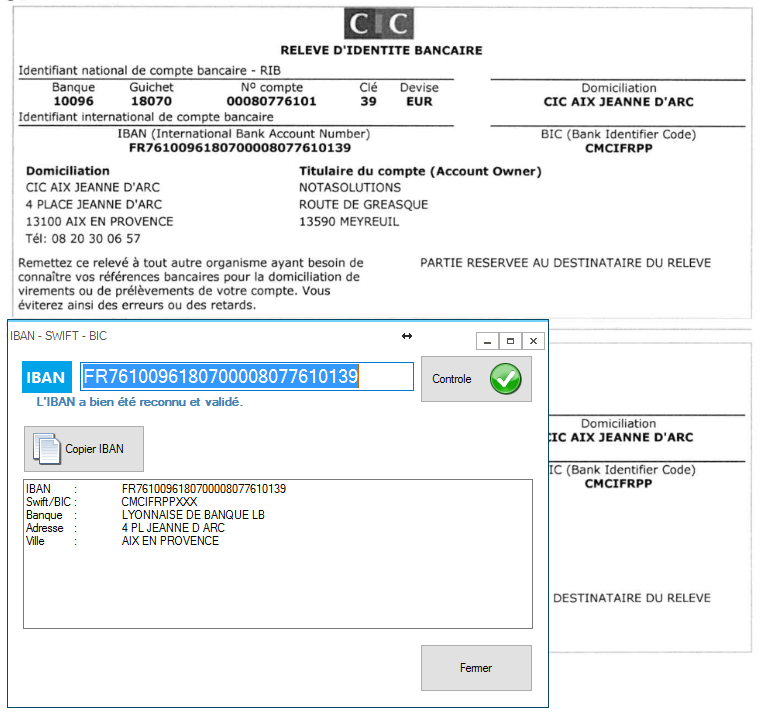 CIC
RELEVE D'IDENTITE BANCAIRE
Identifiant national de compte bancaire - RIB
Banque Guichet N° compte Clé Devise
10096 18070 00080776101 39 EUR
Domiciliation
CIC AIX JEANNE D'ARC
Identifiant international de compte bancaire
IBAN (International Bank Account Number)
FR7610096180700008077610139
BIC (Bank Identifier Code)
CMCIFRPP
Domiciliation
CIC AIX JEANNE D'ARC
4 PLACE JEANNE D'ARC
13100 AIX EN PROVENCE
Tél: 08 20 30 06 57
Titulaire du compte (Account Owner)
NOTASOLUTIONS
ROUTE DE GREASQUE
13590 MEYREUIL
Remettez ce relevé à tout autre organisme ayant besoin de
connaître vos références bancaires pour la domiciliation de
virements ou de prélèvements de votre compte. Vous
éviterez ainsi des erreurs ou des retards.
PARTIE RESERVEE AU DESTINATAIRE DU RELEVE
IBAN - SWIFT - BIC
IBAN FR7610096180700008077610139 Controle
L'IBAN a bien été reconnu et validé.
Copier IBAN
IBAN : FR7610096180700008077610139
Swift/BIC : CMCIFRPPXXX
Banque : LYONNAISE DE BANQUE LB
Adresse : 4 PL JEANNE D ARC
Ville : AIX EN PROVENCE
Fermer
Domiciliation
CIC AIX JEANNE D'ARC
IC (Bank Identifier Code)
CMCIFRPP
DESTINATAIRE DU RELEVE